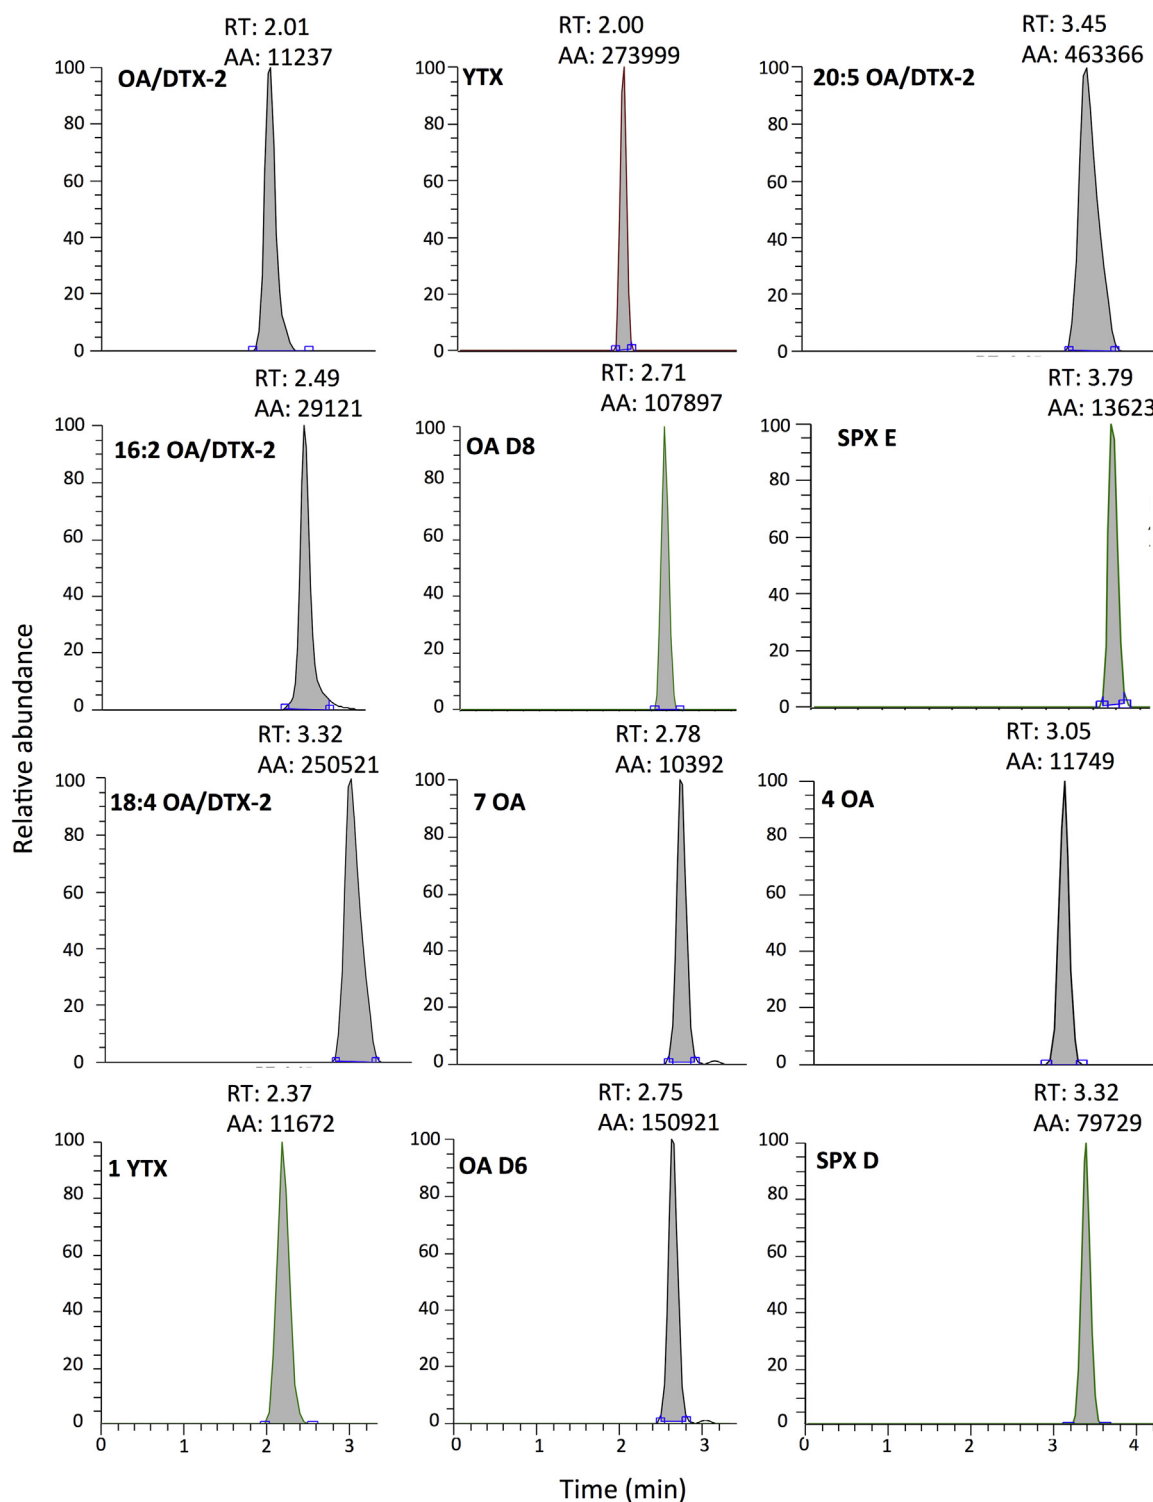 RT: 2.01
AA: 11237
OA/DTX-2
100
80
60
40
20
0
RT: 2.00
AA: 273999
YTX
100
80
60
40
20
0
RT: 3.45
AA: 463366
20:5 OA/DTX-2
100
80
60
40
20
0
RT: 2.49
AA: 29121
16:2 OA/DTX-2
100
80
60
40
20
0
RT: 2.71
AA: 107897
OA D8
100
80
60
40
20
0
RT: 3.79
AA: 13623
SPX E
100
80
60
40
20
0
Relative abundance
RT: 3.32
AA: 250521
18:4 OA/DTX-2
100
80
60
40
20
0
RT: 2.78
AA: 10392
7 OA
100
80
60
40
20
0
RT: 3.05
AA: 11749
4 OA
100
80
60
40
20
0
RT: 2.37
AA: 11672
1 YTX
100
80
60
40
20
0
0 1 2 3
RT: 2.75
AA: 150921
OA D6
100
80
60
40
20
0
0 1 2 3
RT: 3.32
AA: 79729
SPX D
100
80
60
40
20
0
0 1 2 3 4
Time (min)